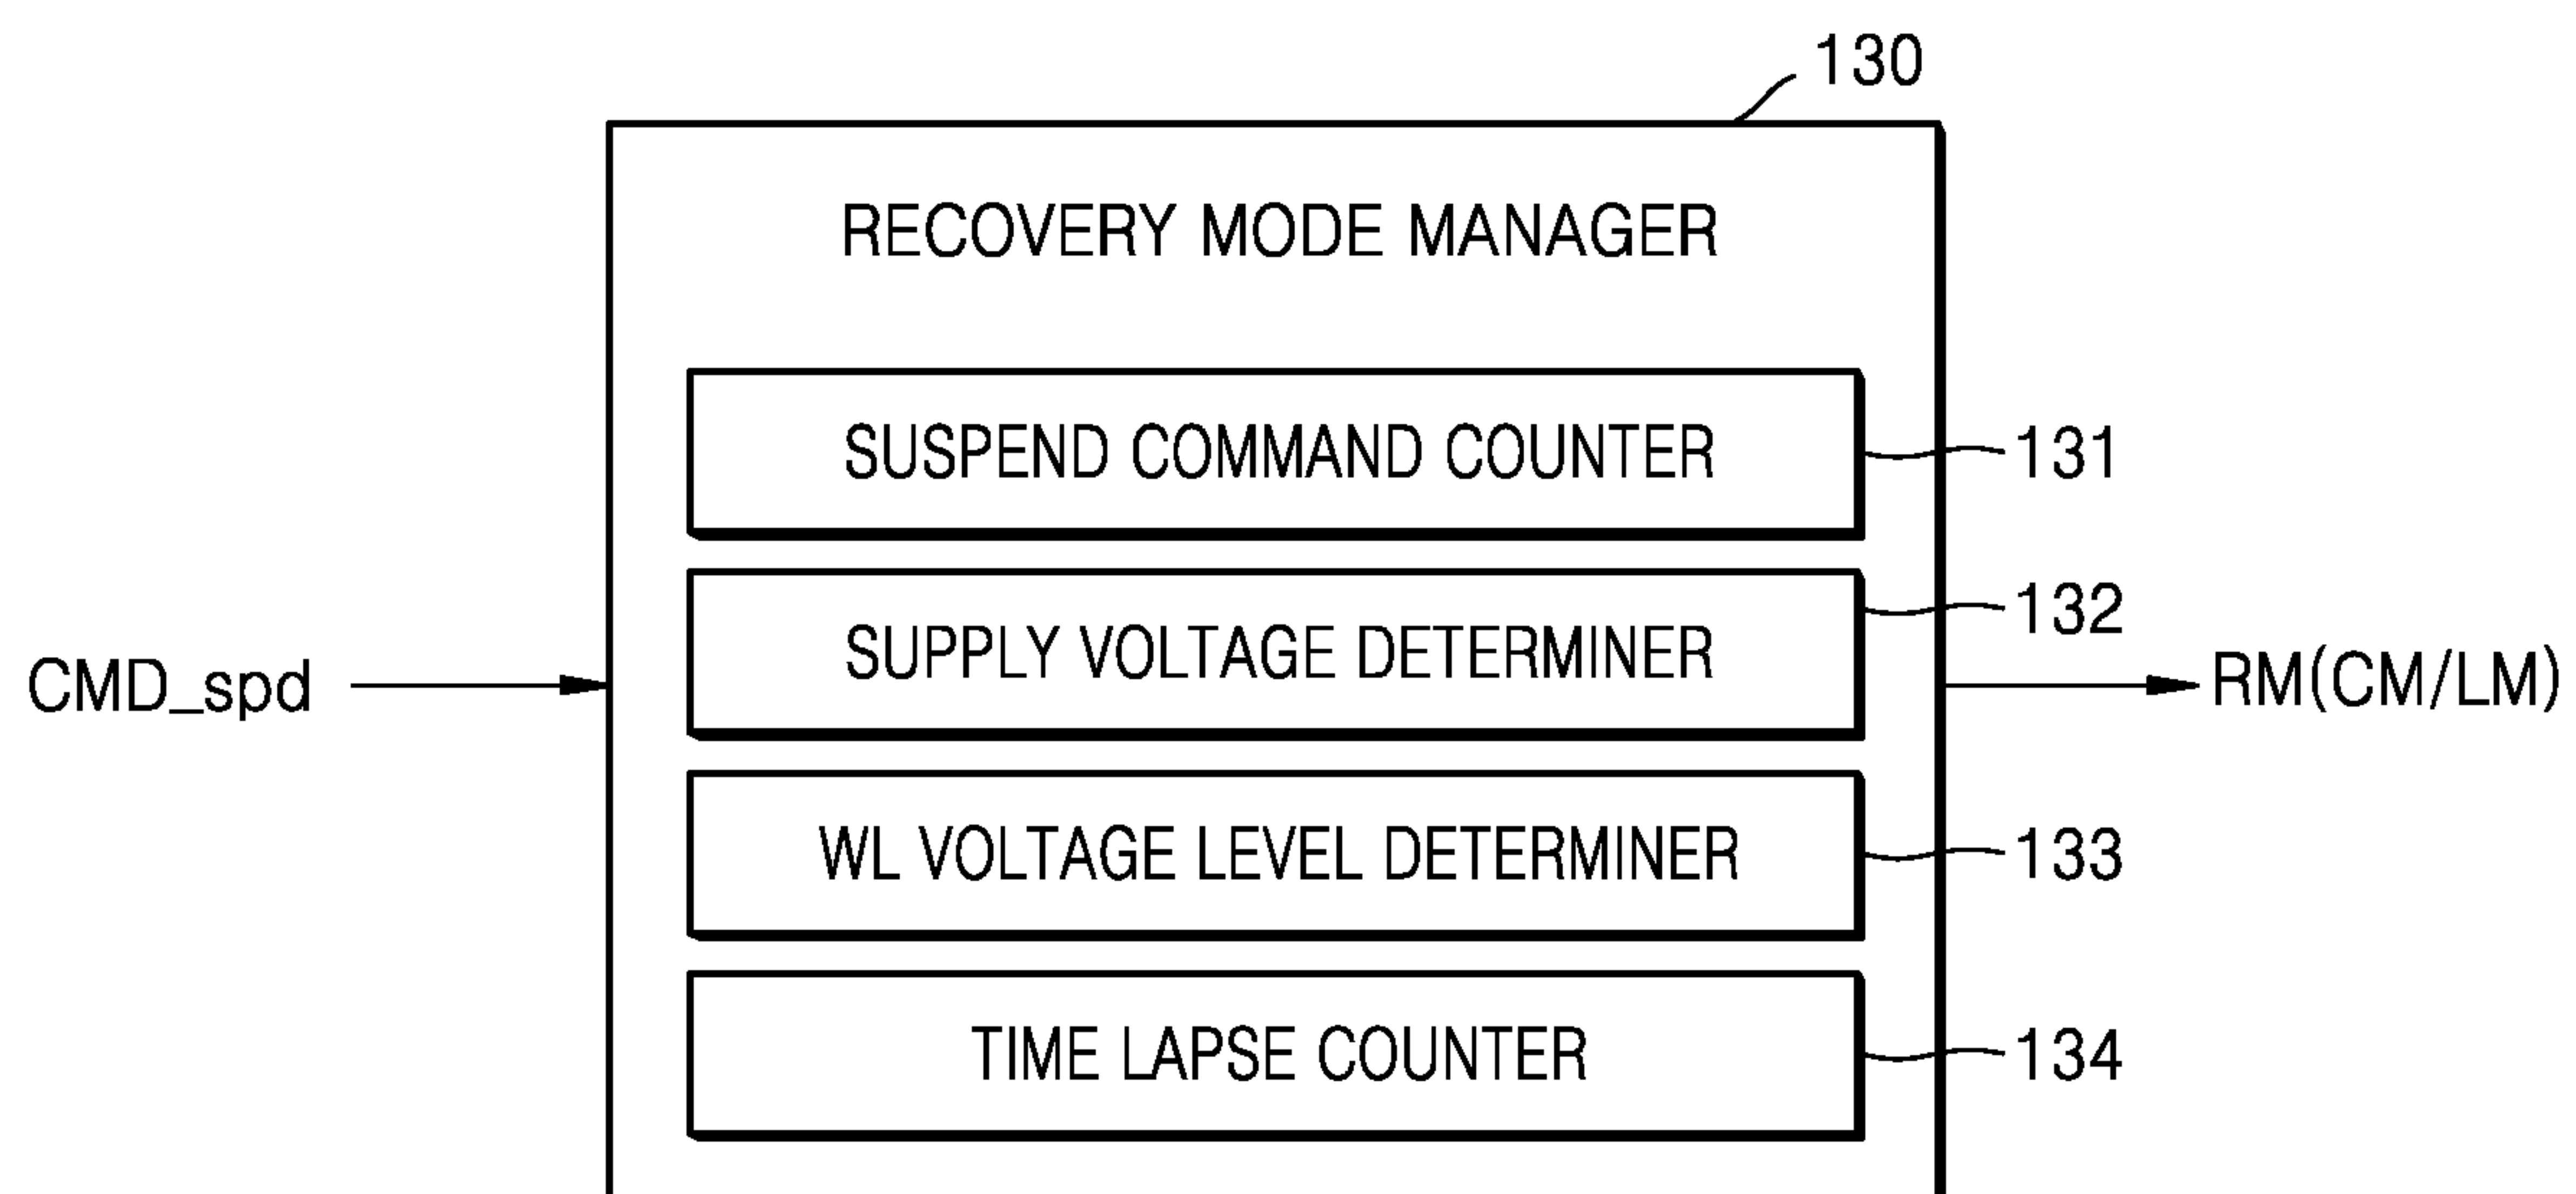 130
RECOVERY MODE MANAGER
SUSPEND COMMAND COUNTER
131
SUPPLY VOLTAGE DETERMINER
132
CMD_spd
RM(CM/LM)
WL VOLTAGE LEVEL DETERMINER
133
TIME LAPSE COUNTER
134